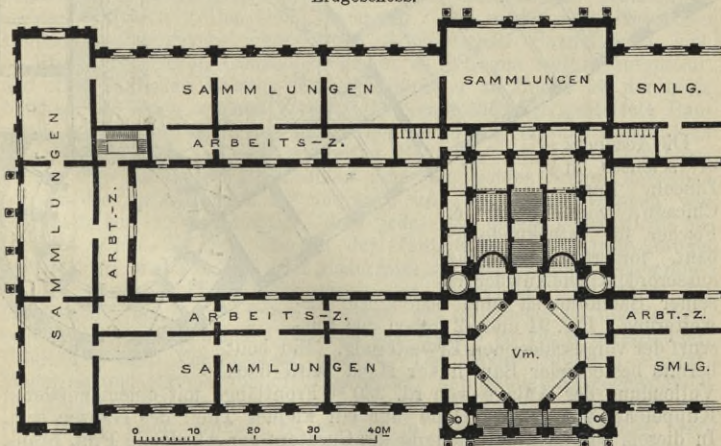 Erdgeschoss.
SAMMLUNGEN
SAMMLUNGEN
SMLG.
ARBEITS-Z.
SAMMLUNGEN
ARBT.-Z.
ARBEITS-Z.
ARBT.-Z.
Vm.
SAMMLUNGEN
SMLG.
0 10 20 30 40M